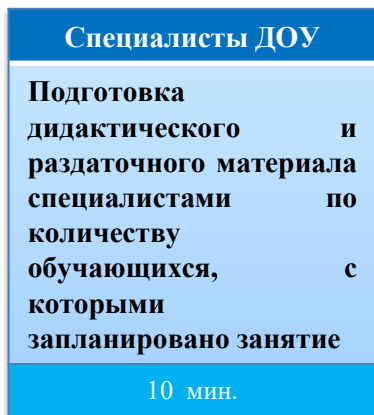 Специалисты ДОУ
Подготовка
дидактического и
раздаточного материала
специалистами по
количеству
обучающихся, с
которыми
запланировано занятие
10 мин.